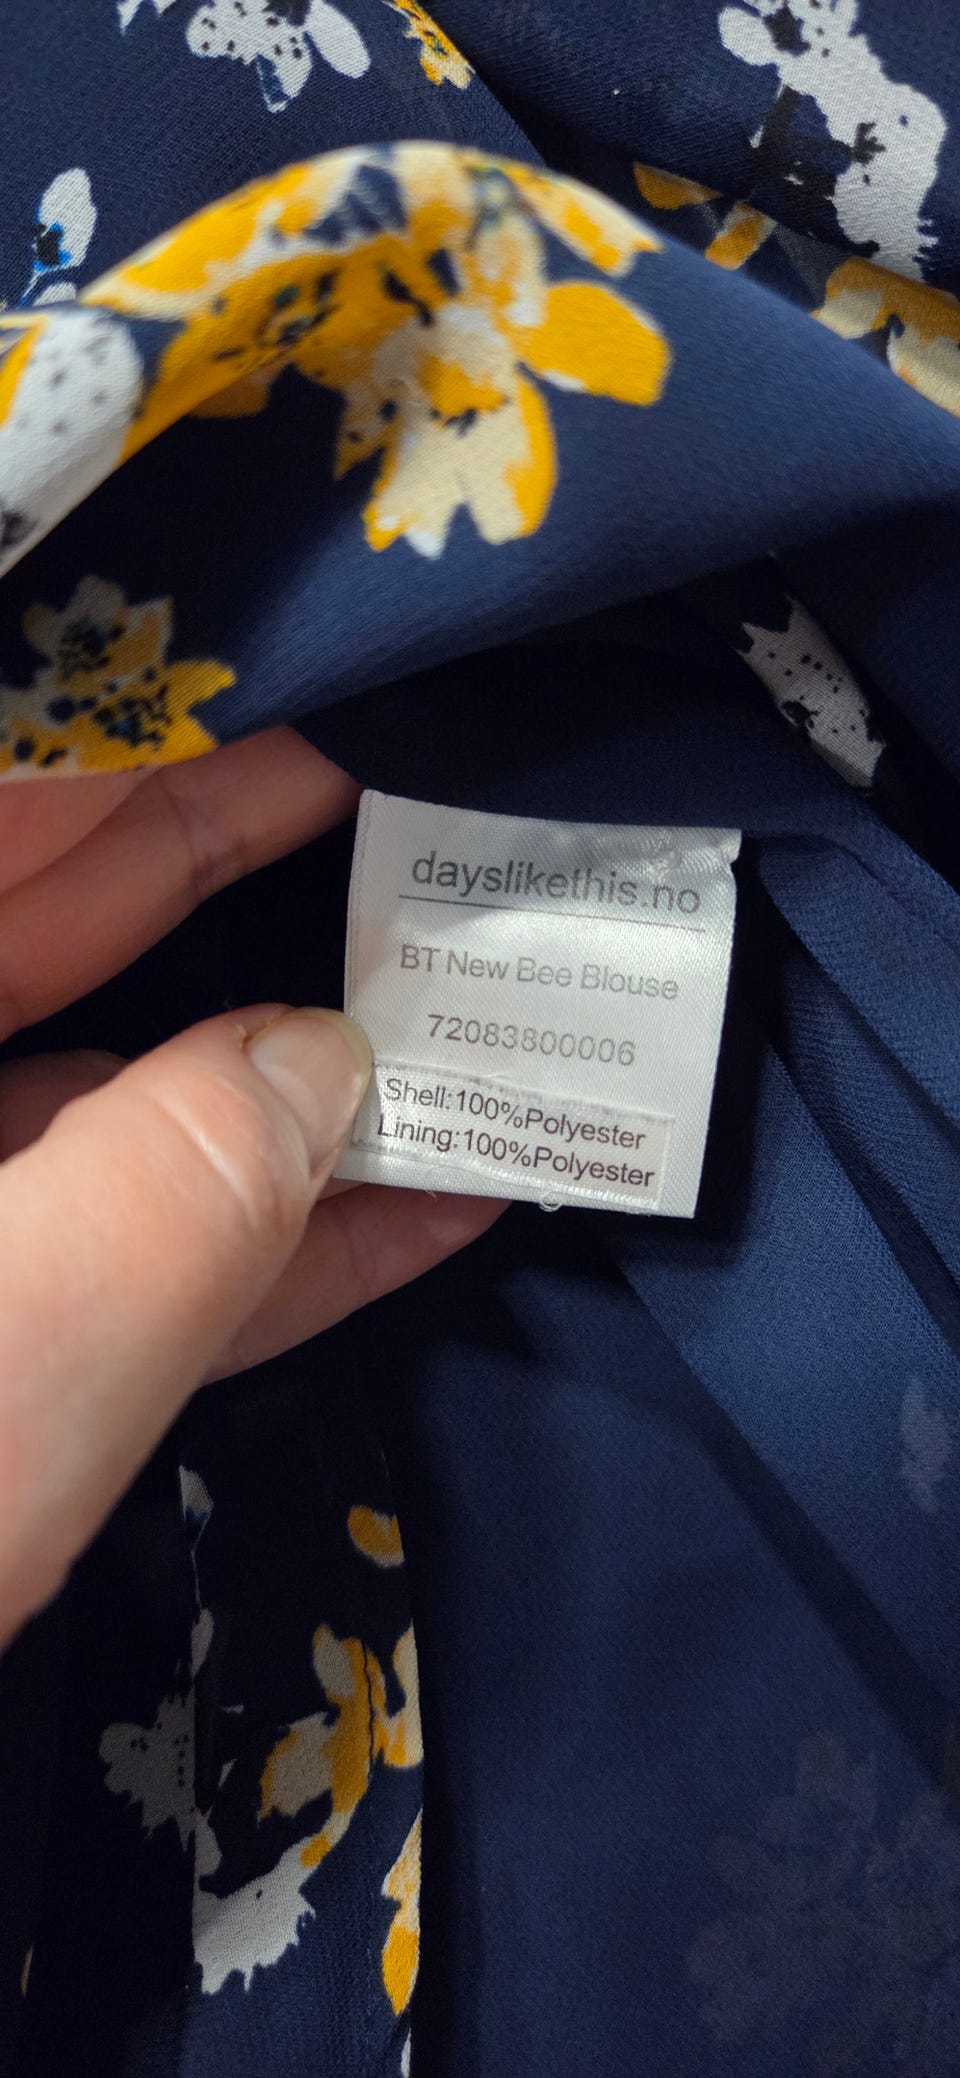 dayslikethis.no
BT New Bee Blouse
72083800006
Shell:100%Polyester
Lining:100%Polyester